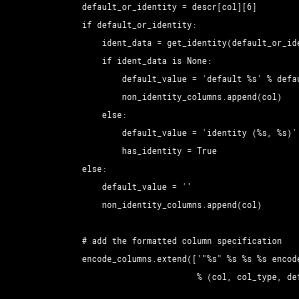 default_or_identity = descr[col][6]
if default_or_identity:
ident_data = get_identity(default_or_ide
if ident_data is None:
default_value = 'default %s' % defau
non_identity_columns.append(col)
else:
default_value = 'identity (%s, %s)'
has_identity = True
else:
default_value = ''
non_identity_columns.append(col)
# add the formatted column specification
encode_columns.extend(['"%s" %s %s %s encode
% (col, col_type, def